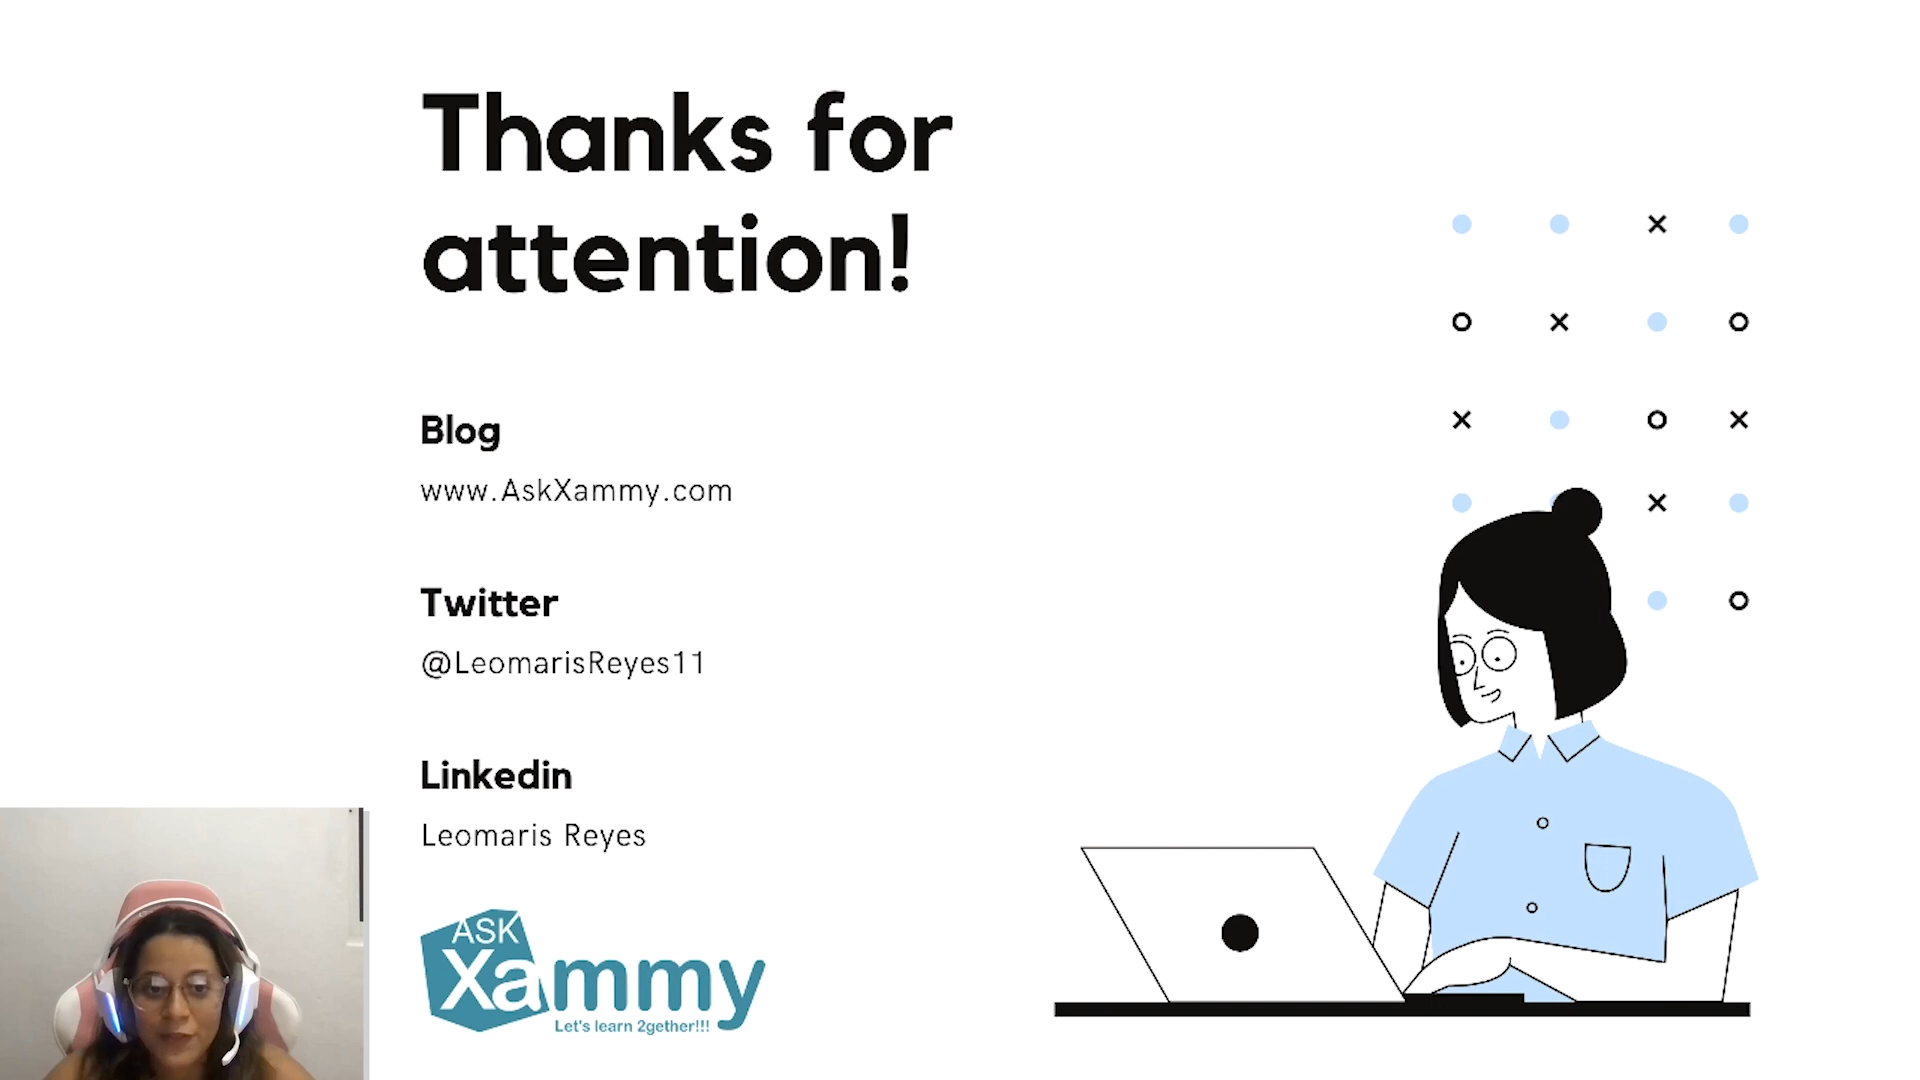 Thanks for
attention!
Blog
www.AskXammy.com
Twitter
@LeomarisReyes11
Linkedin
Leomaris Reyes
ASK
Xammy
Let's learn 2gether!!!